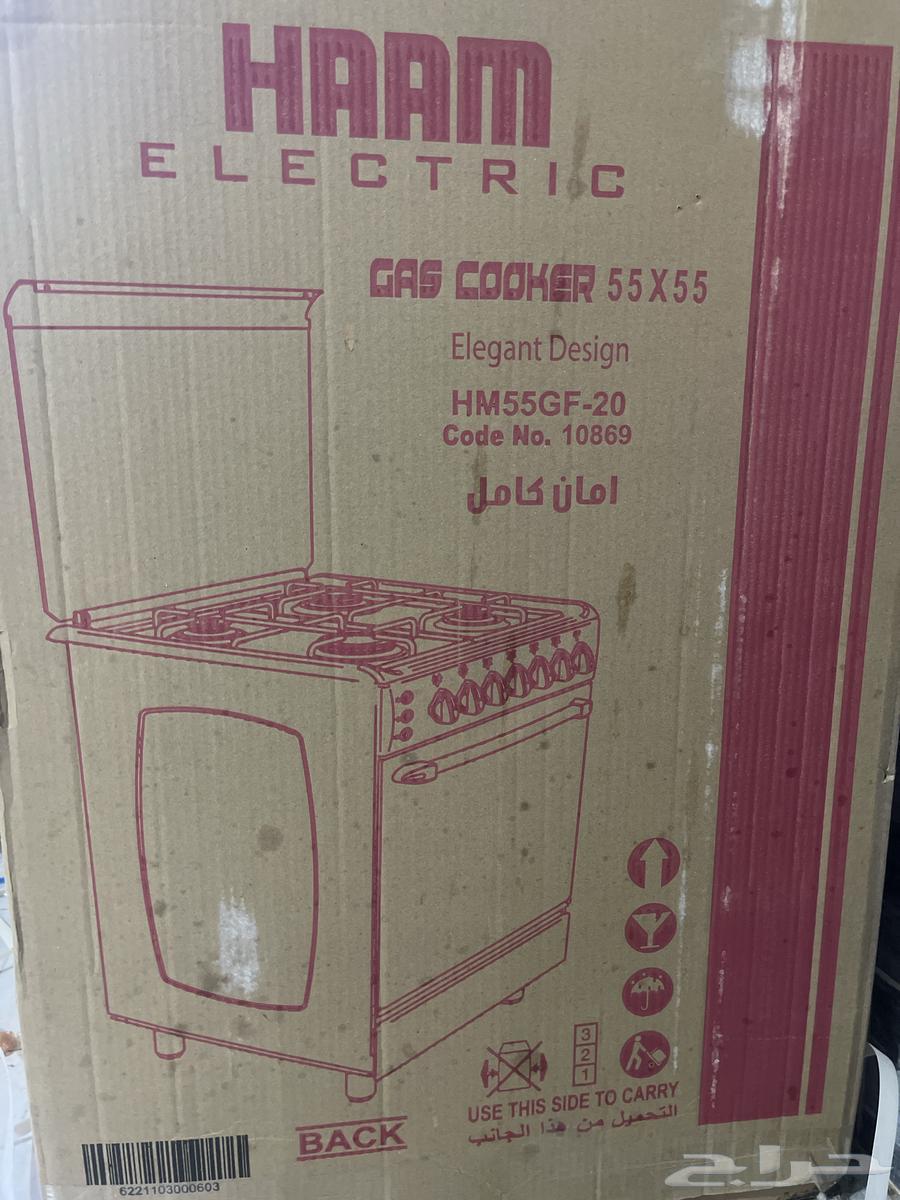 HAAM
ELECTRIC
GAS COOKER 55X55
Elegant Design
HM55GF-20
Code No. 10869
امان كامل
3
2
1
USE THIS SIDE TO CARRY
التحميل من هذا الجانب
BACK
6221103000603
حراج